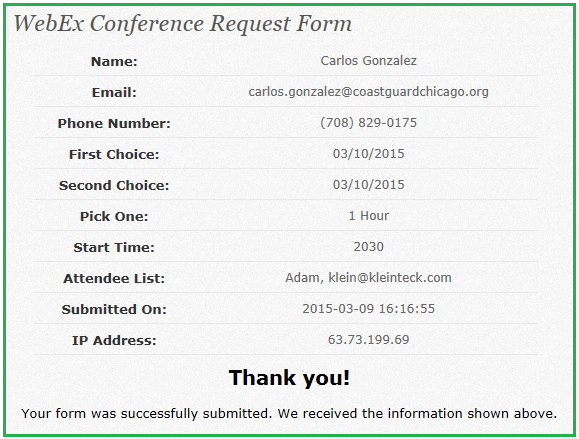 WebEx Conference Request Form
Name: Carlos Gonzalez
Email: carlos.gonzalez@coastguardchicago.org
Phone Number: (708) 829-0175
First Choice: 03/10/2015
Second Choice: 03/10/2015
Pick One: 1 Hour
Start Time: 2030
Attendee List: Adam, klein@kleinteck.com
Submitted On: 2015-03-09 16:16:55
IP Address: 63.73.199.69
Thank you!
Your form was successfully submitted. We received the information shown above.